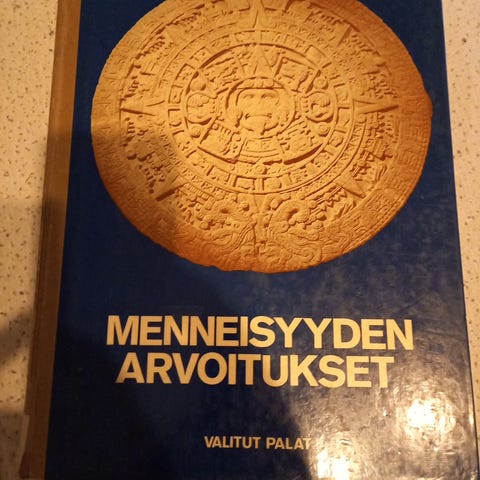 MENNEISYYDEN
ARVOITUKSET
VALITUT PALAT